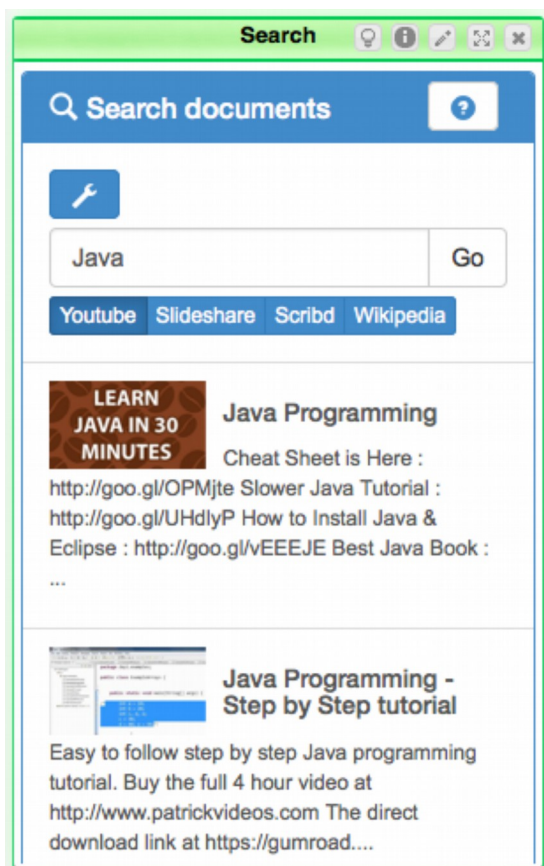 Search
Search documents
Java
Go
Youtube Slideshare Scribd Wikipedia
LEARN
JAVA IN 30
MINUTES
Java Programming
Cheat Sheet is Here :
http://goo.gl/OPMjte Slower Java Tutorial :
http://goo.gl/UHdlyP How to Install Java &
Eclipse : http://goo.gl/vEEEJE Best Java Book :
...
Java Programming -
Step by Step tutorial
Easy to follow step by step Java programming
tutorial. Buy the full 4 hour video at
http://www.patrickvideos.com The direct
download link at https://gumroad....